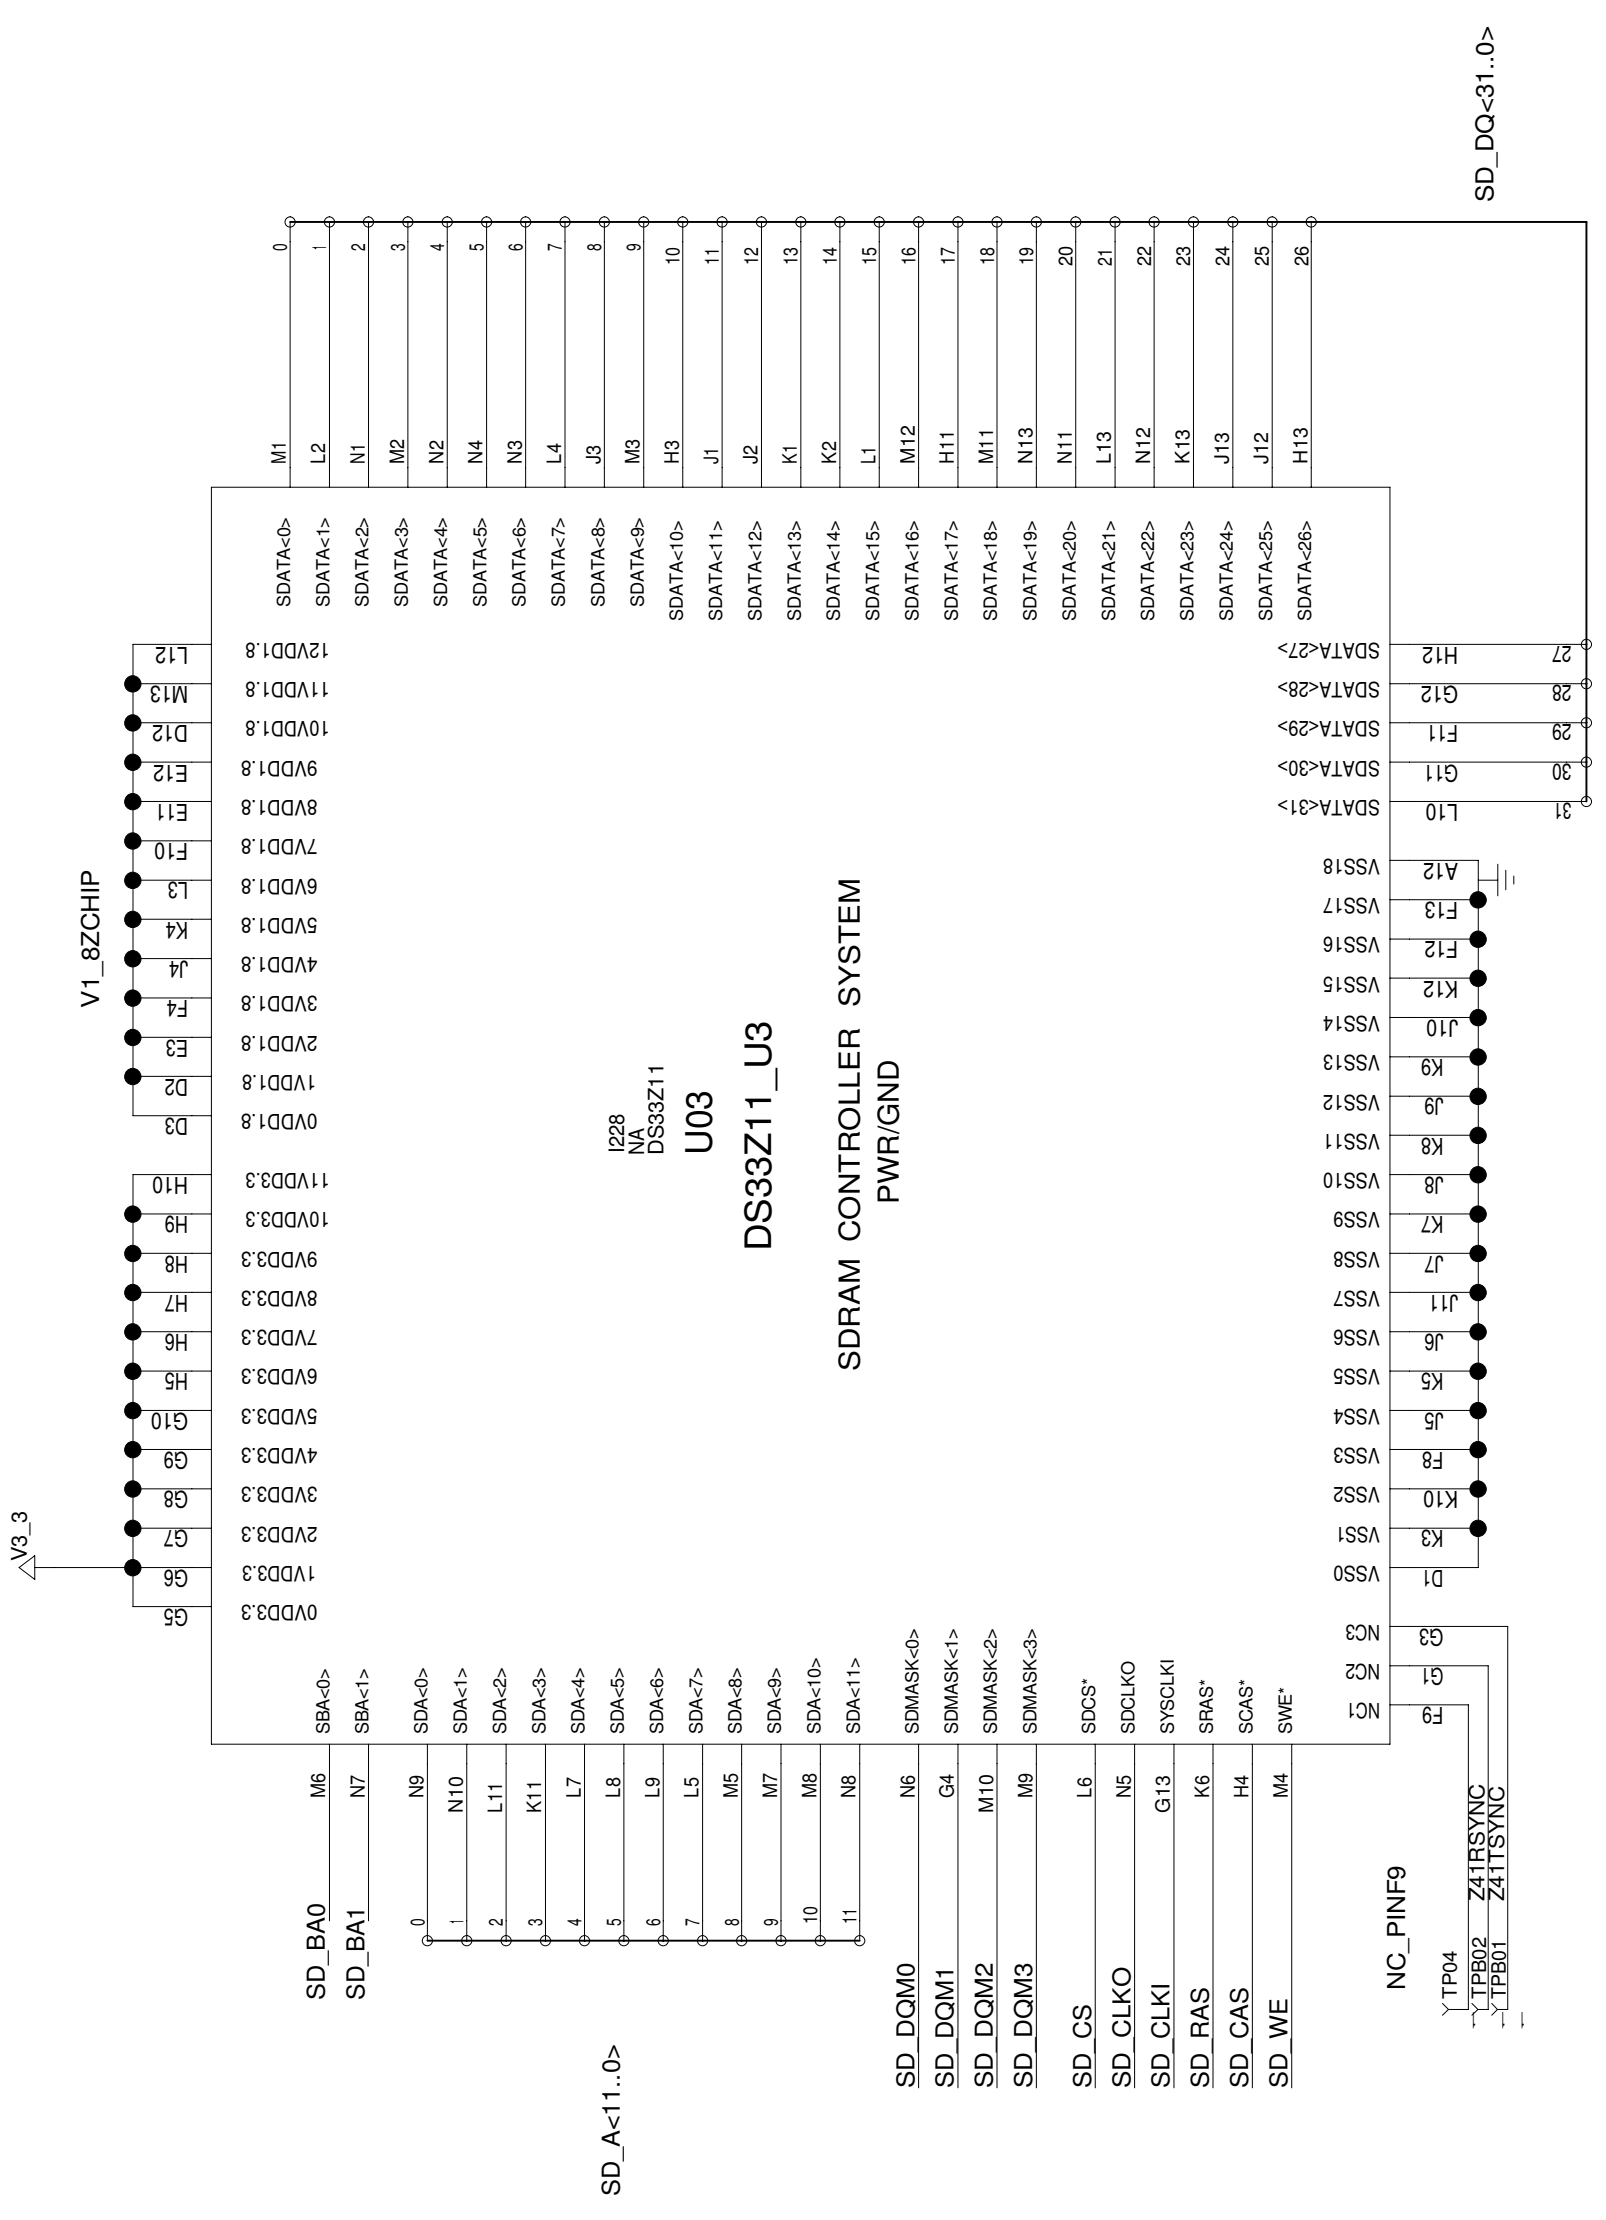 SD_DQ<31..0>
0 M1 SDATA<0>
1 L2 SDATA<1>
2 N1 SDATA<2>
3 M2 SDATA<3>
4 N2 SDATA<4>
5 N4 SDATA<5>
6 N3 SDATA<6>
7 L4 SDATA<7>
8 J3 SDATA<8>
9 M3 SDATA<9>
10 H3 SDATA<10>
11 J1 SDATA<11>
12 J2 SDATA<12>
13 K1 SDATA<13>
14 K2 SDATA<14>
15 L1 SDATA<15>
16 M12 SDATA<16>
17 H11 SDATA<17>
18 M11 SDATA<18>
19 N13 SDATA<19>
20 N11 SDATA<20>
21 L13 SDATA<21>
22 N12 SDATA<22>
23 K13 SDATA<23>
24 J13 SDATA<24>
25 J12 SDATA<25>
26 H13 SDATA<26>
SDATA<27> H12 27
SDATA<28> G12 28
SDATA<29> F11 29
SDATA<30> G11 30
SDATA<31> L10 31
V1_8ZCHIP
L12 12VDD1.8
M13 11VDD1.8
D12 10VDD1.8
E12 9VDD1.8
E11 8VDD1.8
F10 7VDD1.8
L3 6VDD1.8
K4 5VDD1.8
J4 4VDD1.8
F4 3VDD1.8
E3 2VDD1.8
D2 1VDD1.8
D3 0VDD1.8
V3_3
H10 11VDD3.3
H9 10VDD3.3
H8 9VDD3.3
H7 8VDD3.3
H6 7VDD3.3
H5 6VDD3.3
G10 5VDD3.3
G9 4VDD3.3
G8 3VDD3.3
G7 2VDD3.3
G6 1VDD3.3
G5 0VDD3.3
I228
NA
DS33Z11
U03
DS33Z11_U3
SDRAM CONTROLLER SYSTEM
PWR/GND
VSS18 A12
VSS17 F13
VSS16 F12
VSS15 K12
VSS14 J10
VSS13 K9
VSS12 J9
VSS11 K8
VSS10 J8
VSS9 K7
VSS8 J7
VSS7 J11
VSS6 J6
VSS5 K5
VSS4 J5
VSS3 F8
VSS2 K10
VSS1 K3
VSS0 D1
NC3 G3
NC2 G1
NC1 F9
SD_BA0 M6 SBA<0>
SD_BA1 N7 SBA<1>
SD_A<11..0>
0 N9 SDA<0>
1 N10 SDA<1>
2 L11 SDA<2>
3 K11 SDA<3>
4 L7 SDA<4>
5 L8 SDA<5>
6 L9 SDA<6>
7 L5 SDA<7>
8 M5 SDA<8>
9 M7 SDA<9>
10 M8 SDA<10>
11 N8 SDA<11>
SD_DQM0 N6 SDMASK<0>
SD_DQM1 G4 SDMASK<1>
SD_DQM2 M10 SDMASK<2>
SD_DQM3 M9 SDMASK<3>
SD_CS L6 SDCS*
SD_CLKO N5 SDCLKO
SD_CLKI G13 SYSCLKI
SD_RAS K6 SRAS*
SD_CAS H4 SCAS*
SD_WE M4 SWE*
NC_PINF9
TP04
TPB02 Z41RSYNC
TPB01 Z41TSYNC